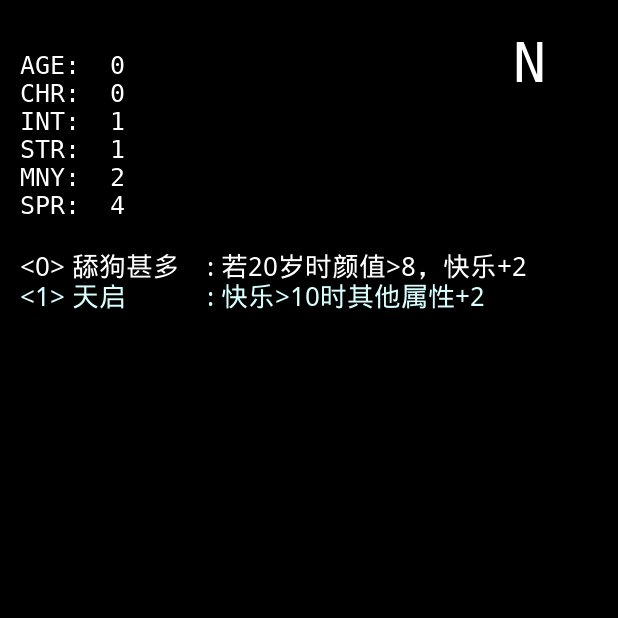 N
AGE: 0
CHR: 0
INT: 1
STR: 1
MNY: 2
SPR: 4
<0> 舔狗甚多 : 若20岁时颜值>8，快乐+2
<1> 天启 : 快乐>10时其他属性+2